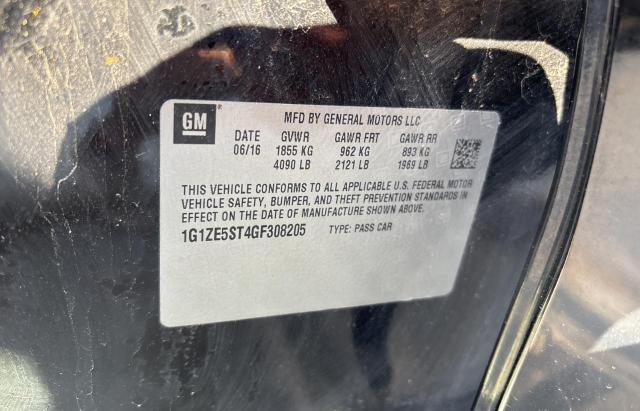 GM
MFD BY GENERAL MOTORS LLC
DATE GVWR GAWR FRT GAWR RR
06/16 1855 KG 962 KG 893 KG
4090 LB 2121 LB 1969 LB
THIS VEHICLE CONFORMS TO ALL APPLICABLE U.S. FEDERAL MOTOR
VEHICLE SAFETY, BUMPER, AND THEFT PREVENTION STANDARDS IN
EFFECT ON THE DATE OF MANUFACTURE SHOWN ABOVE.
1G1ZE5ST4GF308205 TYPE: PASS CAR